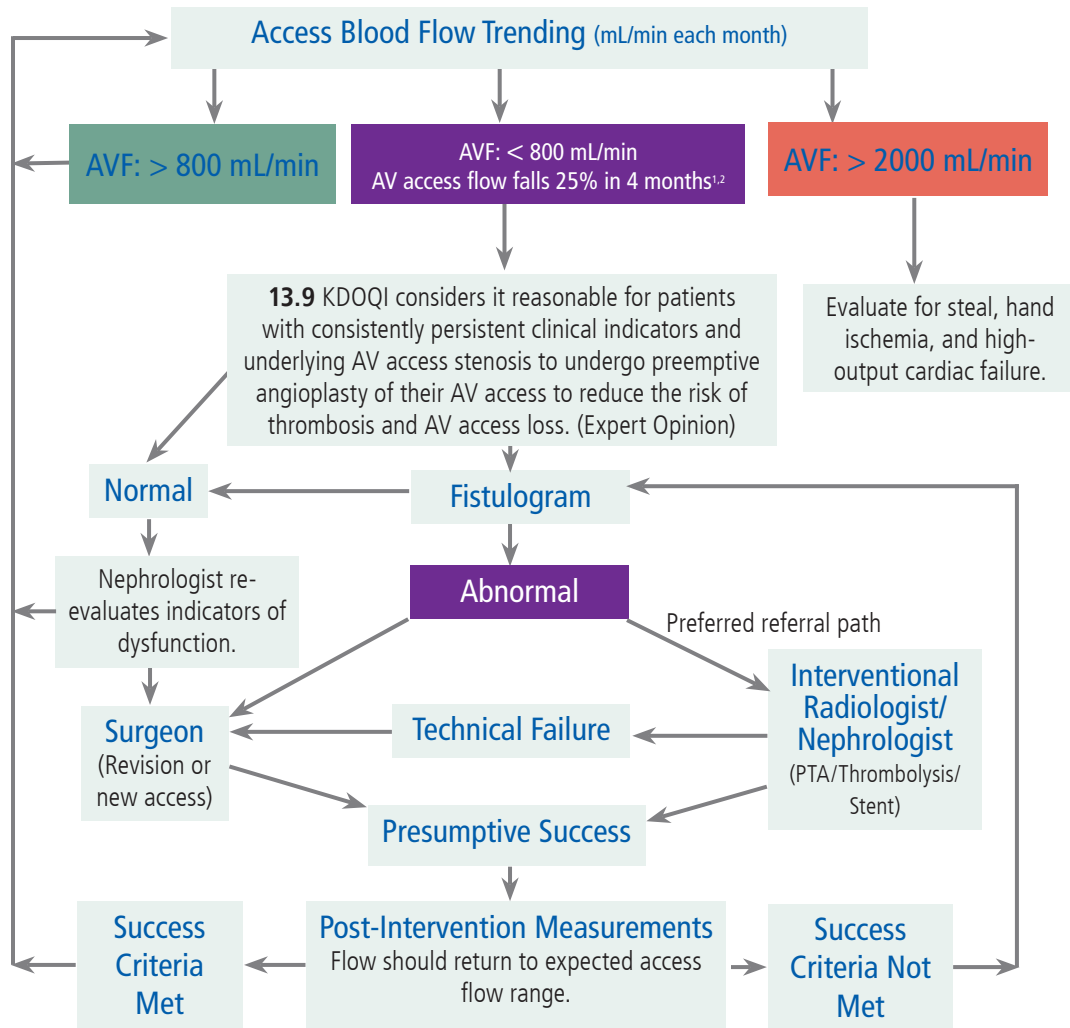 Access Blood Flow Trending (mL/min each month)
AVF: > 800 mL/min
AVF: < 800 mL/min
AV access flow falls 25% in 4 months¹,²
AVF: > 2000 mL/min
13.9 KDOQI considers it reasonable for patients
with consistently persistent clinical indicators and
underlying AV access stenosis to undergo preemptive
angioplasty of their AV access to reduce the risk of
thrombosis and AV access loss. (Expert Opinion)
Evaluate for steal, hand
ischemia, and high-
output cardiac failure.
Normal
Fistulogram
Nephrologist re-
evaluates indicators of
dysfunction.
Abnormal
Preferred referral path
Interventional
Radiologist/
Nephrologist
(PTA/Thrombolysis/
Stent)
Surgeon
(Revision or
new access)
Technical Failure
Presumptive Success
Success
Criteria
Met
Post-Intervention Measurements
Flow should return to expected access
flow range.
Success
Criteria Not
Met